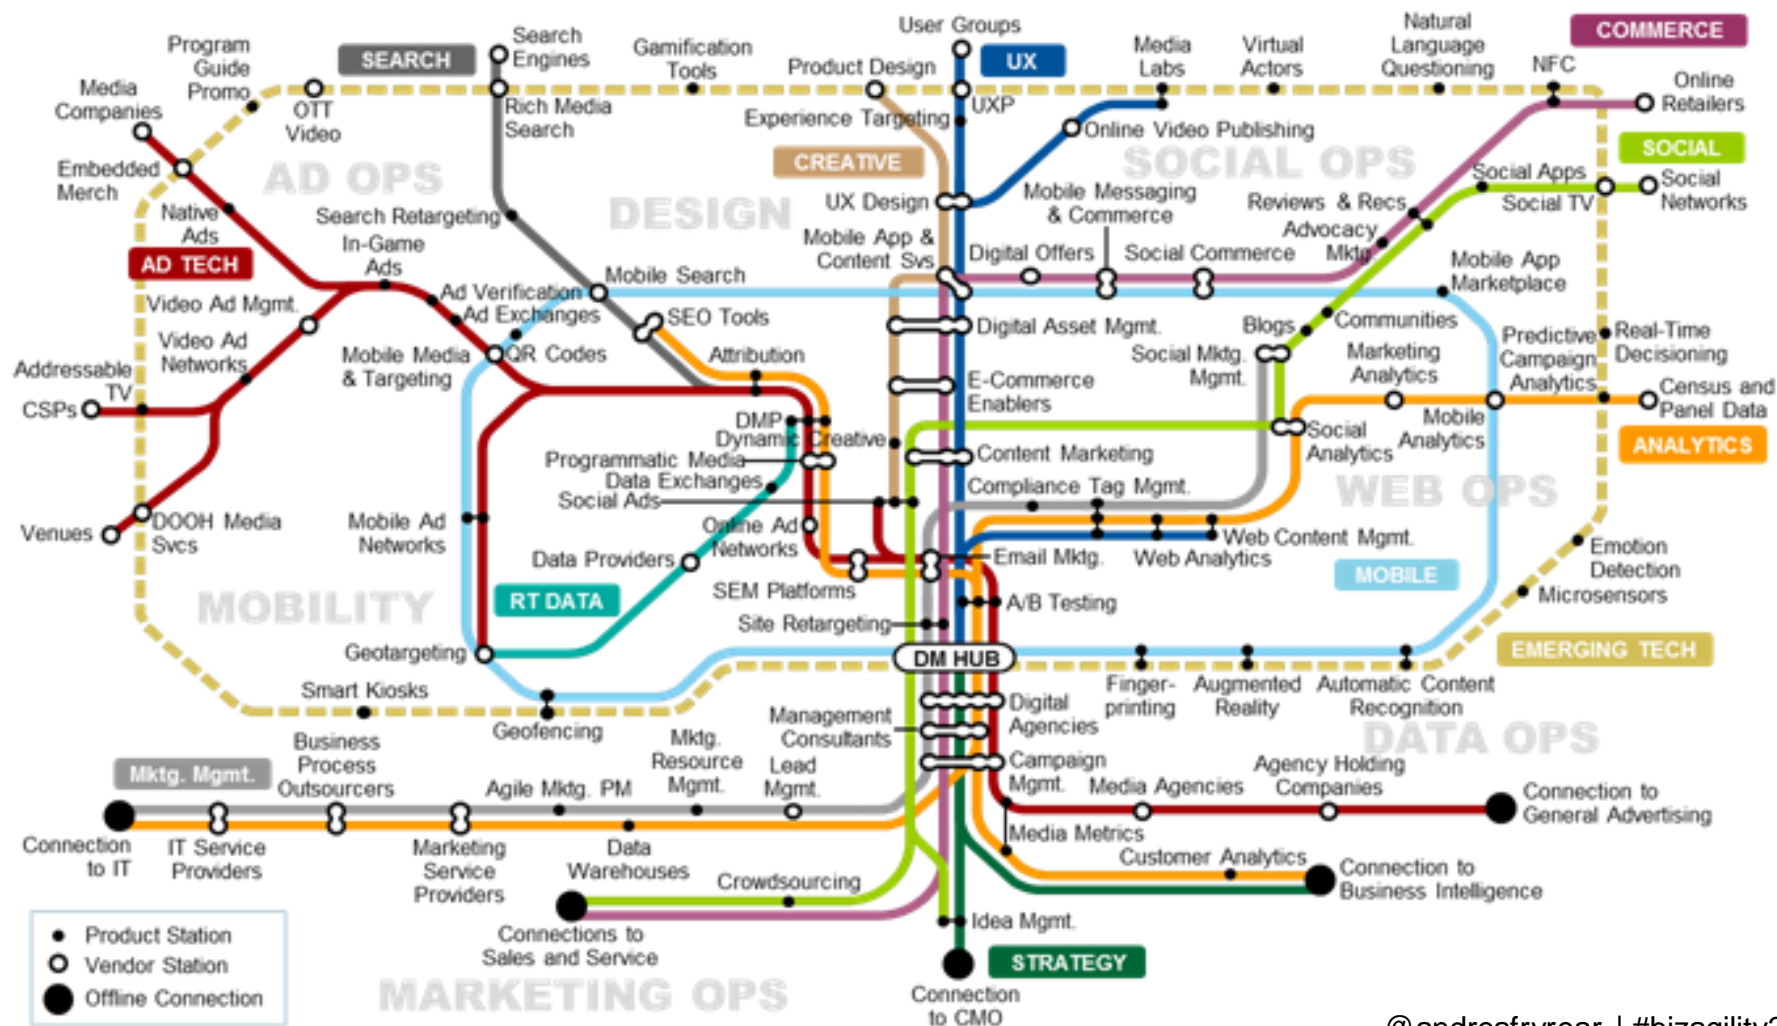 User Groups
COMMERCE
Program
Guide
Promo
SEARCH
Search
Engines
Gamification
Tools
Product Design
UX
Media
Labs
Virtual
Actors
Natural
Language
Questioning
NFC
Online
Retailers
Media
Companies
OTT
Video
Rich Media
Search
Experience Targeting
UXP
Online Video Publishing
SOCIAL
Embedded
Merch
AD OPS
CREATIVE
SOCIAL OPS
Social Apps
Social TV
Social
Networks
Native
Ads
Search Retargeting
DESIGN
UX Design
Mobile Messaging
& Commerce
Reviews & Recs
Advocacy
Mktg.
AD TECH
In-Game
Ads
Mobile App &
Content Svs
Digital Offers
Social Commerce
Mobile App
Marketplace
Mobile Search
Video Ad Mgmt.
Ad Verification
Ad Exchanges
SEO Tools
Digital Asset Mgmt.
Blogs
Communities
Real-Time
Decisioning
Video Ad
Networks
Mobile Media
& Targeting
QR Codes
Attribution
Social Mktg.
Mgmt.
Marketing
Analytics
Predictive
Campaign
Analytics
Addressable
TV
CSPs
E-Commerce
Enablers
Census and
Panel Data
DMP
Dynamic Creative
Mobile
Analytics
Social
Analytics
ANALYTICS
Programmatic Media
Data Exchanges
Content Marketing
Social Ads
Compliance Tag Mgmt.
WEB OPS
Venues
DOOH Media
Svcs
Mobile Ad
Networks
Online Ad
Networks
Web Content Mgmt.
Data Providers
Email Mktg.
Web Analytics
Emotion
Detection
SEM Platforms
MOBILE
Microsensors
MOBILITY
RT DATA
A/B Testing
Site Retargeting
Geotargeting
DM HUB
EMERGING TECH
Smart Kiosks
Geofencing
Finger-
printing
Augmented
Reality
Automatic Content
Recognition
Digital
Agencies
Management
Consultants
DATA OPS
Mktg. Mgmt.
Business
Process
Outsourcers
Agile Mktg. PM
Mktg.
Resource
Mgmt.
Lead
Mgmt.
Campaign
Mgmt.
Media Agencies
Agency Holding
Companies
Connection to
General Advertising
Connection
to IT
IT Service
Providers
Marketing
Service
Providers
Data
Warehouses
Media Metrics
Customer Analytics
Connection to
Business Intelligence
Crowdsourcing
Idea Mgmt.
Connections to
Sales and Service
STRATEGY
Product Station
Vendor Station
Offline Connection
MARKETING OPS
Connection
to CMO